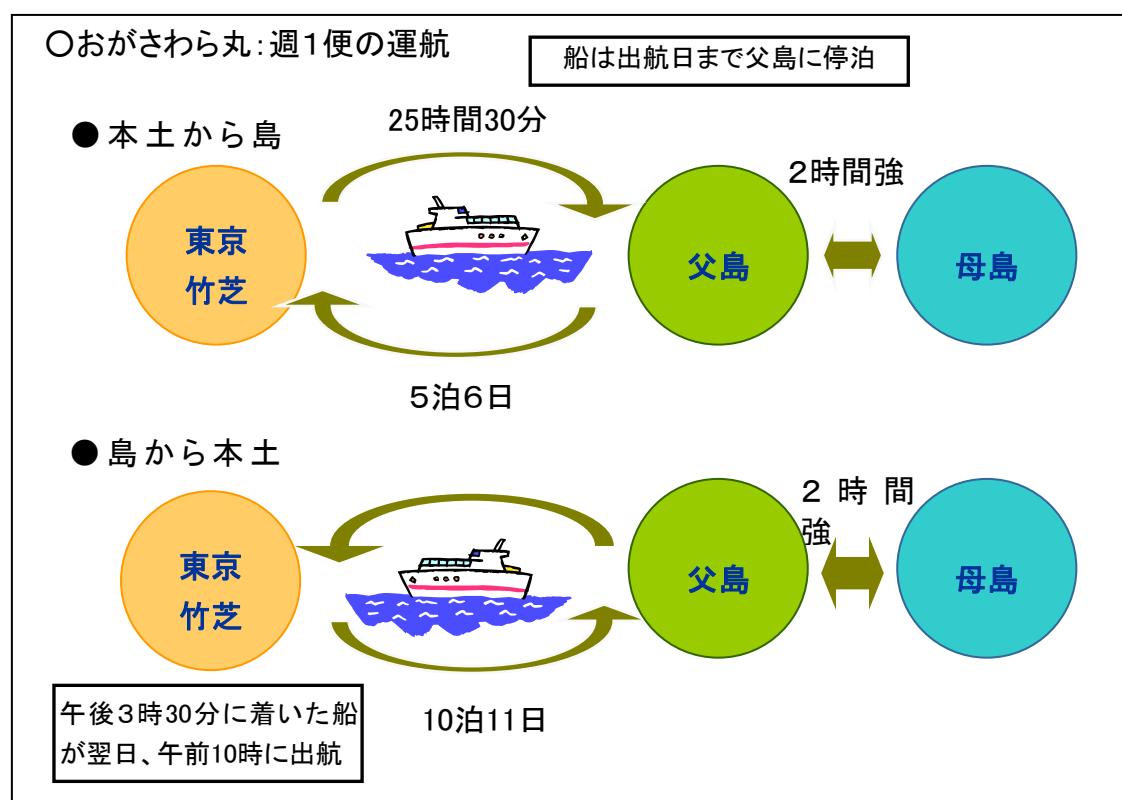 〇おがさわら丸：週１便の運航
船は出航日まで父島に停泊
●本土から島
25時間30分
２時間強
東京
竹芝
父島
母島
５泊６日
●島から本土
２時間
強
東京
竹芝
父島
母島
午後３時30分に着いた船
が翌日、午前10時に出航
10泊11日